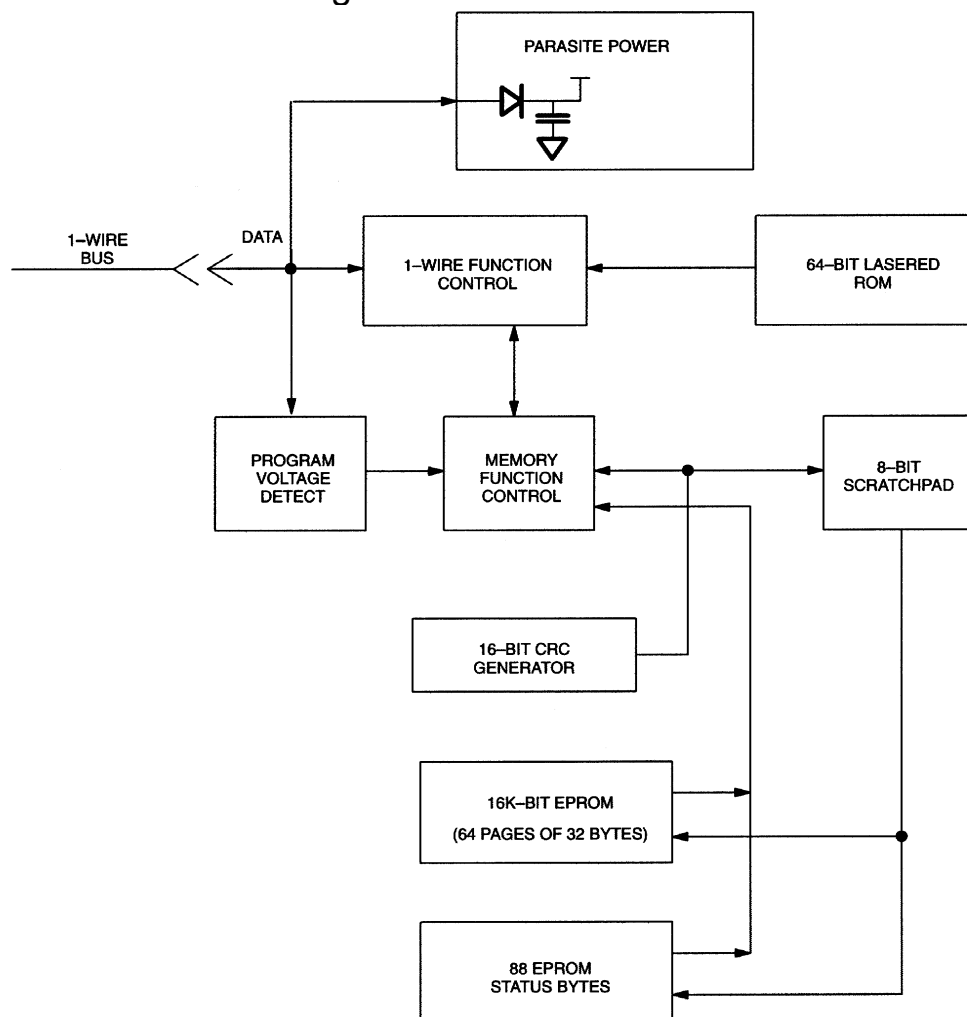 PARASITE POWER
1–WIRE
BUS
DATA
1–WIRE FUNCTION
CONTROL
64–BIT LASERED
ROM
PROGRAM
VOLTAGE
DETECT
MEMORY
FUNCTION
CONTROL
8–BIT
SCRATCHPAD
16–BIT CRC
GENERATOR
16K–BIT EPROM
(64 PAGES OF 32 BYTES)
88 EPROM
STATUS BYTES